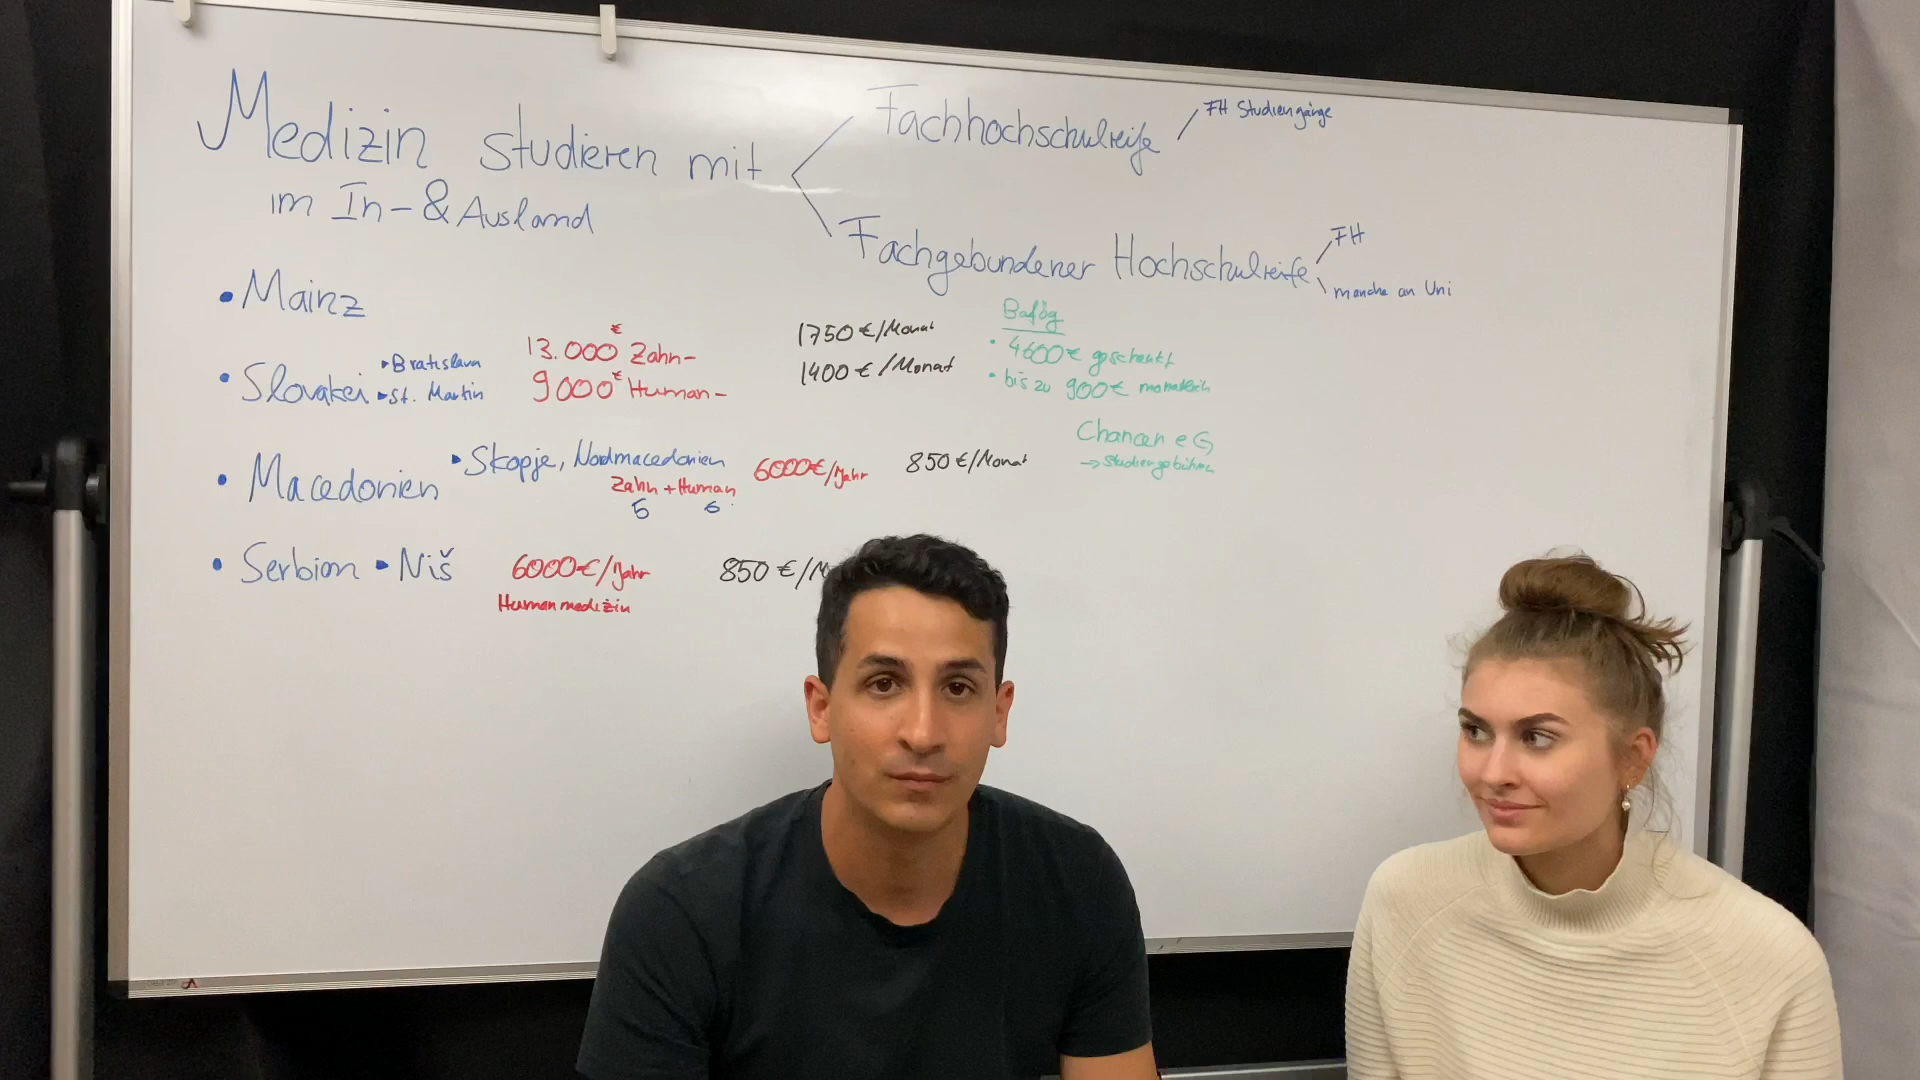 Medizin studieren mit
im In- & Ausland
Fachhochschulreife
FH Studiengänge
Fachgebundener Hochschulreife
FH
manche an Uni
• Mainz
• Slovakei
Bratislava
St. Martin
13.000€ Zahn-
9000€ Human-
1750€/Monat
1400€/Monat
Bafög
• 4600€ geschenkt
• bis zu 900€ monatlich
Chancen eG
→ Studiengebühren
• Macedonien
Skopje, Nordmacedonien
Zahn + Human
5 6
6000€/Jahr
850€/Monat
• Serbien • Niš
6000€/Jahr
Humanmedizin
850€/M